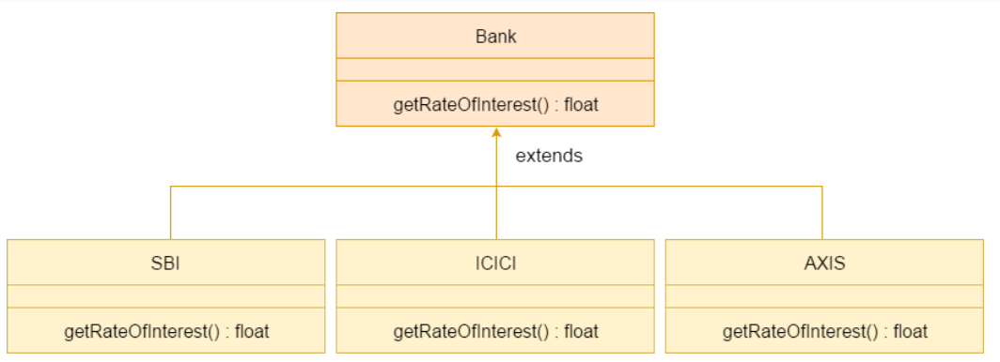 Bank
getRateOfInterest() : float
extends
SBI
ICICI
AXIS
getRateOfInterest() : float
getRateOfInterest() : float
getRateOfInterest() : float